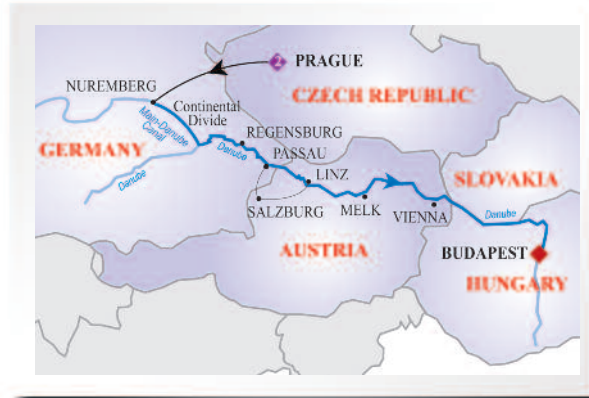 2
PRAGUE
NUREMBERG
CZECH REPUBLIC
Continental
Divide
Main-Danube
Canal
REGENSBURG
GERMANY
Danube
PASSAU
Danube
LINZ
SLOVAKIA
SALZBURG
MELK
VIENNA
Danube
AUSTRIA
BUDAPEST
HUNGARY